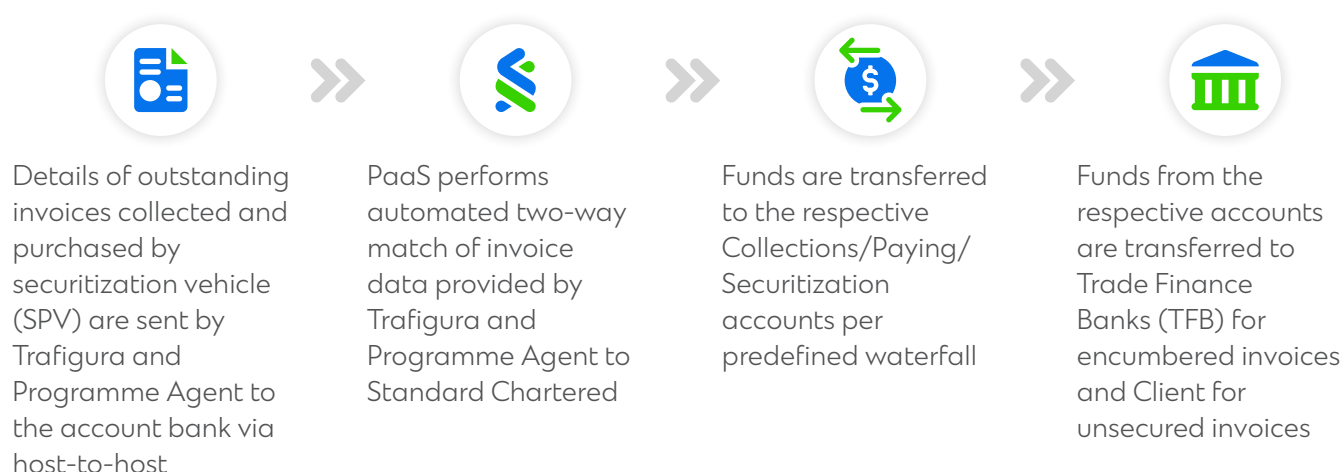 Details of outstanding
invoices collected and
purchased by
securitization vehicle
(SPV) are sent by
Trafigura and
Programme Agent to
the account bank via
host-to-host
PaaS performs
automated two-way
match of invoice
data provided by
Trafigura and
Programme Agent to
Standard Chartered
$
Funds are transferred
to the respective
Collections/Paying/
Securitization
accounts per
predefined waterfall
Funds from the
respective accounts
are transferred to
Trade Finance
Banks (TFB) for
encumbered invoices
and Client for
unsecured invoices